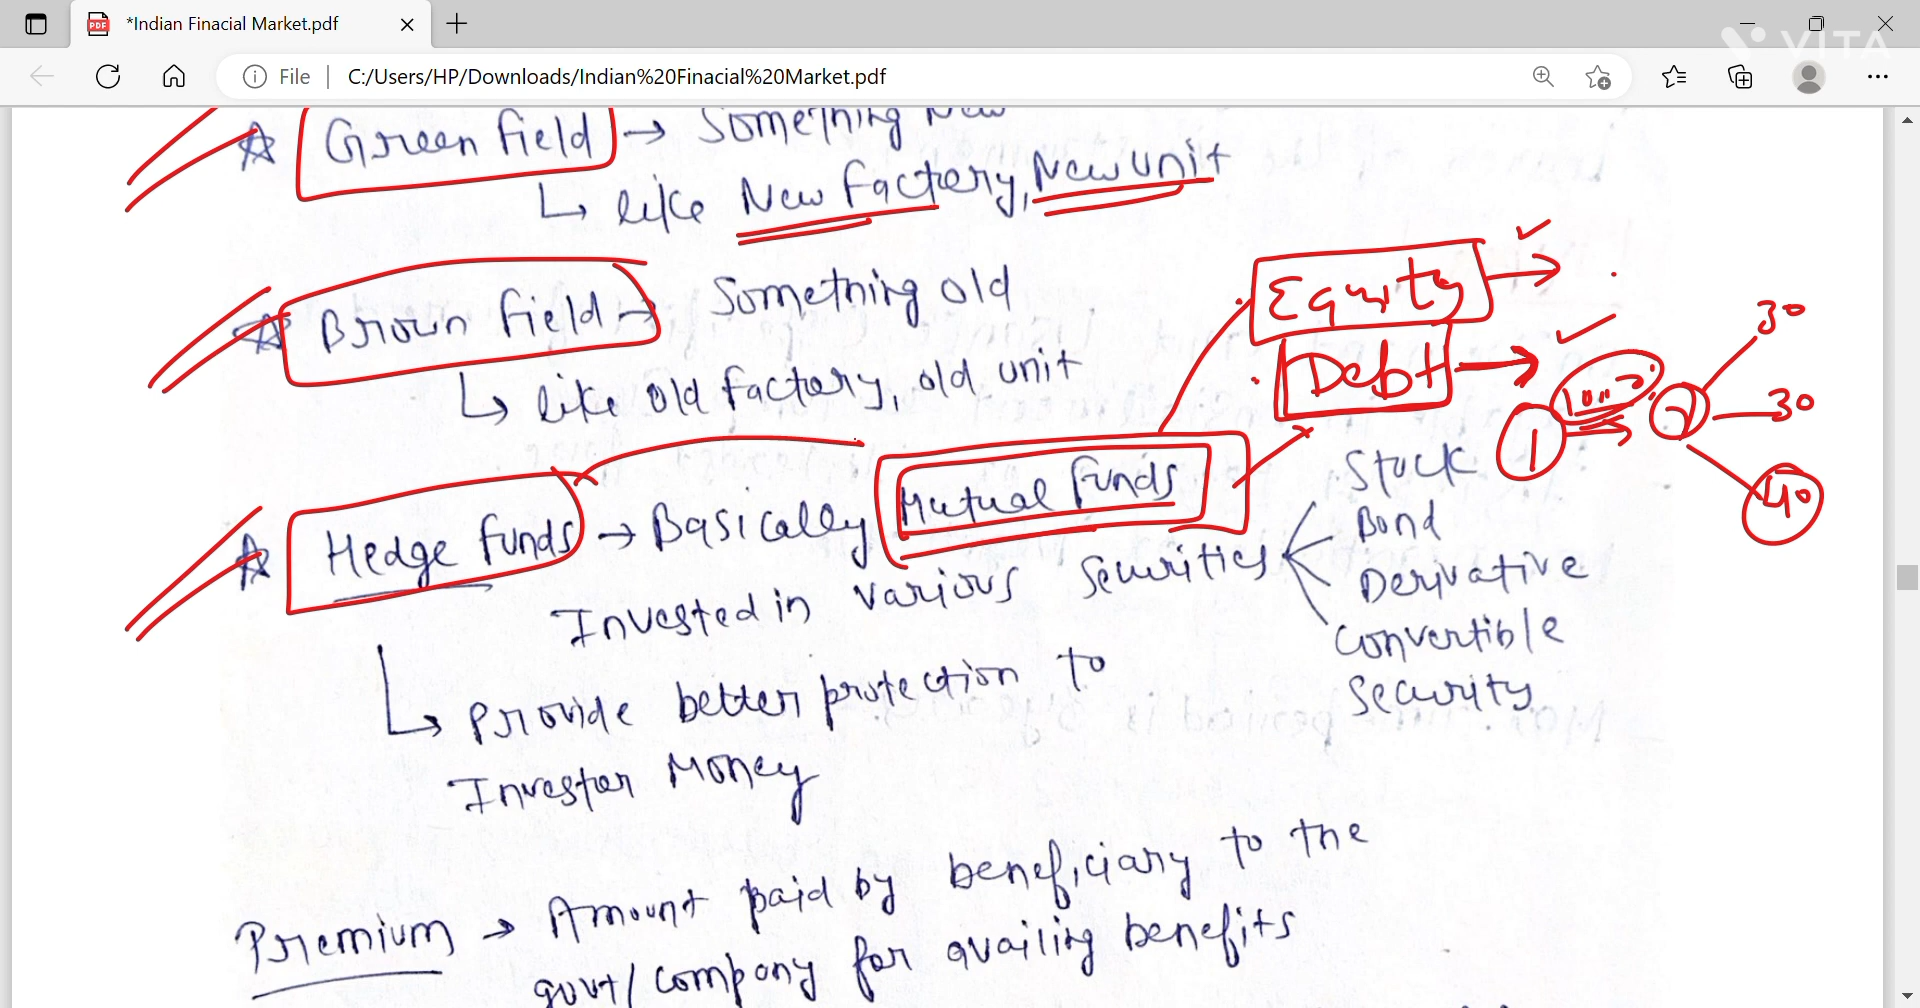 *Indian Finacial Market.pdf
VITA
File
C:/Users/HP/Downloads/Indian%20Finacial%20Market.pdf
☆ Green field → Something New
↳ like New Factory, New unit
☆ Brown field → Something old
↳ like old factory, old unit
Equity →
Debt →
1 → 2
30
30
40
☆ Hedge funds → Basically Mutual funds
Invested in various Securities
Stock
Bond
Derivative
Convertible
Security
↳ Provide better protection to
Investor Money
Premium → Amount paid by beneficiary to the
govt/company for availing benefits